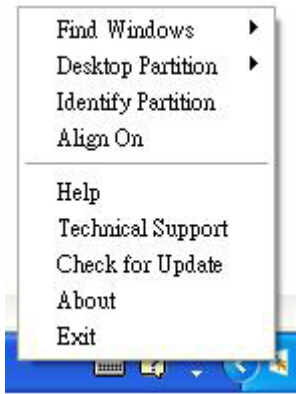 Find Windows
Desktop Partition
Identify Partition
Align On
Help
Technical Support
Check for Update
About
Exit